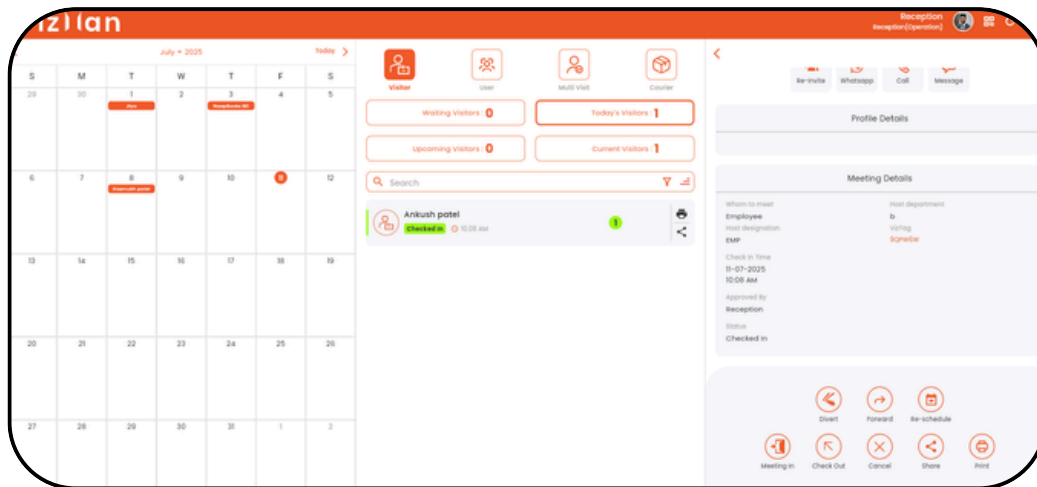 Reception
Reception(Operation)
July 2025
Today
S M T W T F S
29 30 1 2 3 4 5
6 7 8 9 10 11 12
13 14 15 16 17 18 19
20 21 22 23 24 25 26
27 28 29 30 31 1 2
Visitor
User
Multi Visit
Courier
Waiting Visitors : 0
Today's Visitors : 1
Upcoming Visitors : 0
Current Visitors : 1
Search
Ankush patel
Checked In 10:08 AM
1
Re-Invite
Whatsapp
Call
Message
Profile Details
Meeting Details
Whom to meet
Employee
Host department
b
Host designation
EMP
VizTag
Check In Time
11-07-2025
10:08 AM
Approved By
Reception
Status
Checked In
Divert
Forward
Re-schedule
Meeting In
Check Out
Cancel
Share
Print